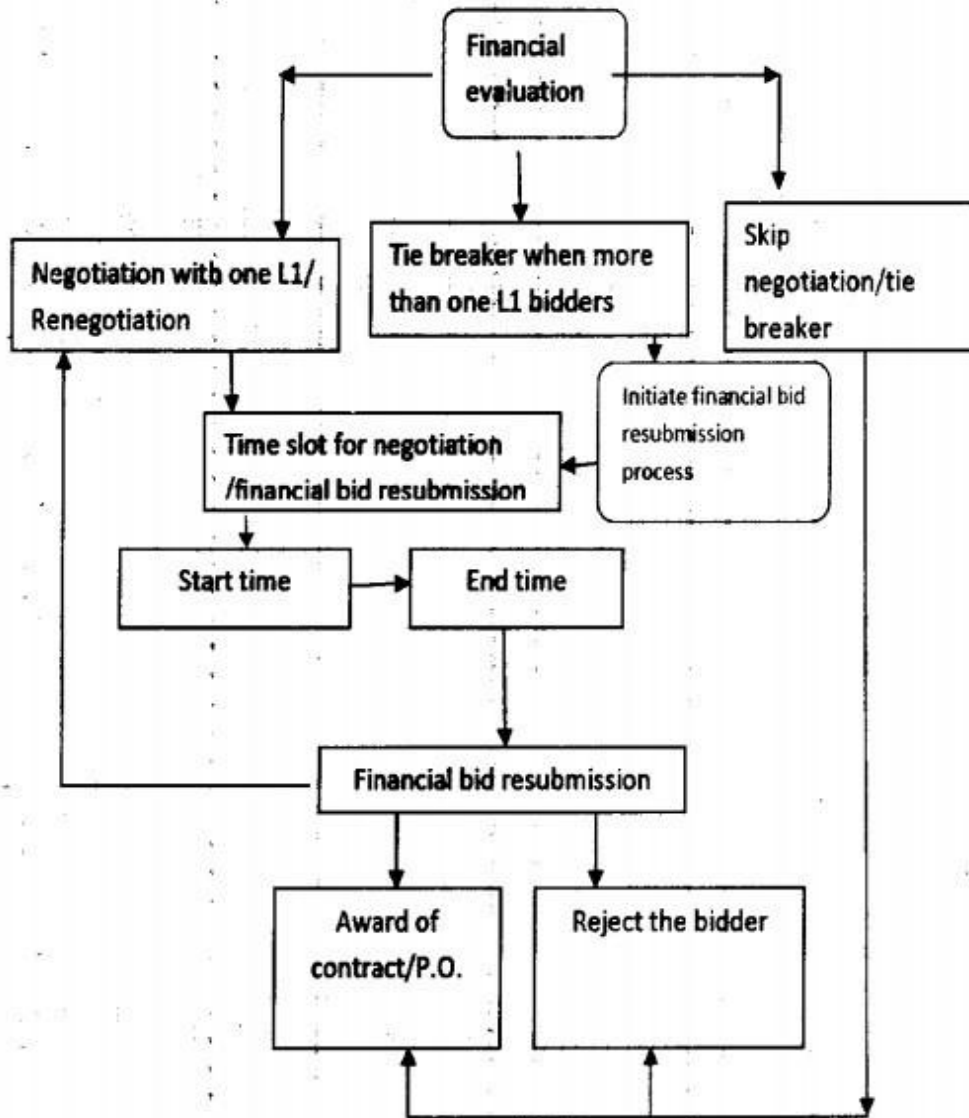 Financial
evaluation
Negotiation with one L1/
Renegotiation
Tie breaker when more
than one L1 bidders
Skip
negotiation/tie
breaker
Initiate financial bid
resubmission
process
Time slot for negotiation
/financial bid resubmission
Start time
End time
Financial bid resubmission
Award of
contract/P.O.
Reject the bidder